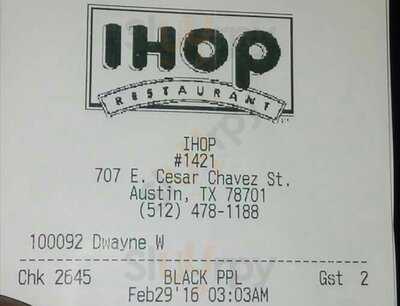 IHOP
RESTAURANT
IHOP
#1421
707 E. Cesar Chavez St.
Austin, TX 78701
(512) 478-1188
100092 Dwayne W
Chk 2645 BLACK PPL Gst 2
Feb29'16 03:03AM